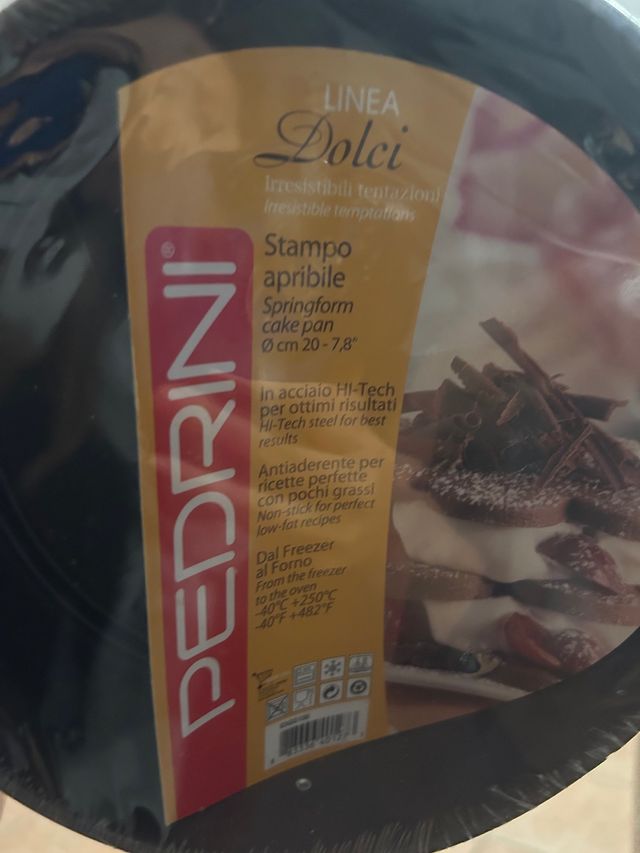 LINEA
Dolci
Irresistibili tentazioni
Irresistible temptations
PEDRINI®
Stampo
apribile
Springform
cake pan
Ø cm 20 - 7,8"
In acciaio HI-Tech
per ottimi risultati
HI-Tech steel for best
results
Antiaderente per
ricette perfette
con pochi grassi
Non-stick for perfect
low-fat recipes
Dal Freezer
al Forno
From the freezer
to the oven
-40°C +250°C
-40°F +482°F